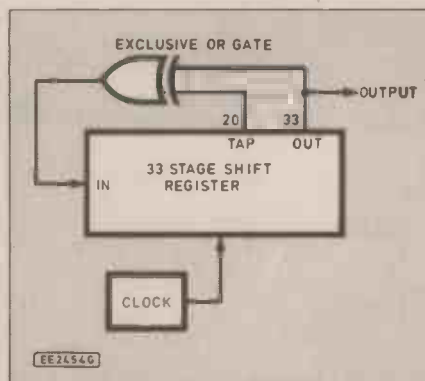 EXCLUSIVE OR GATE
OUTPUT
20 33
TAP OUT
33 STAGE SHIFT
REGISTER
IN
CLOCK
EE2454G